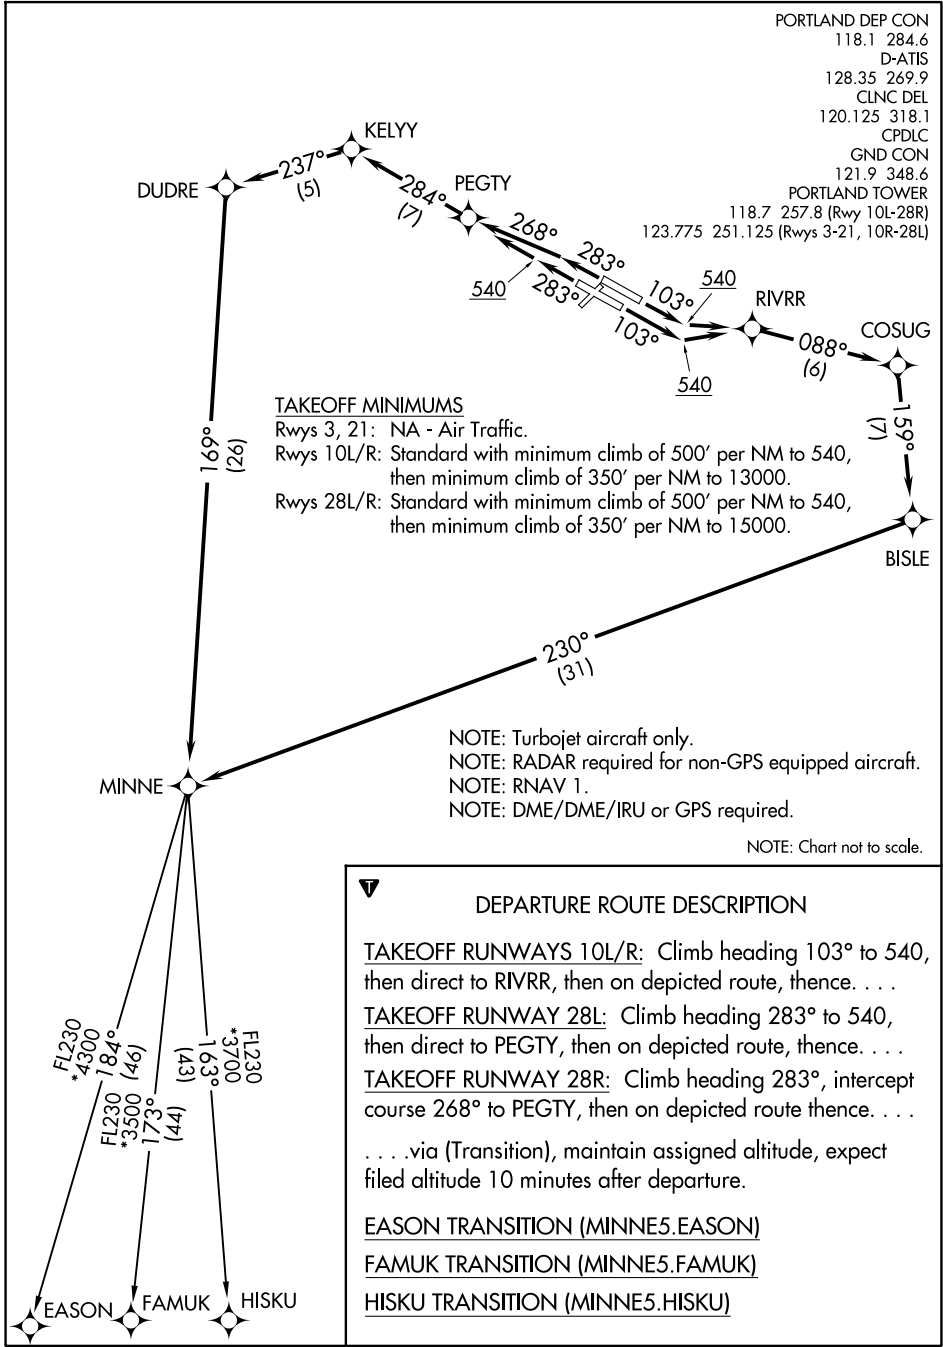 PORTLAND DEP CON
118.1 284.6
D-ATIS
128.35 269.9
CLNC DEL
120.125 318.1
CPDLC
GND CON
121.9 348.6
PORTLAND TOWER
118.7 257.8 (Rwy 10L-28R)
123.775 251.125 (Rwys 3-21, 10R-28L)
KELYY
237°
(5)
DUDRE
284°
(7)
PEGTY
268°
283°
540
283°
103°
540
RIVRR
103°
540
088°
(6)
COSUG
159°
(7)
BISLE
169°
(26)
TAKEOFF MINIMUMS
Rwys 3, 21: NA - Air Traffic.
Rwys 10L/R: Standard with minimum climb of 500' per NM to 540,
then minimum climb of 350' per NM to 13000.
Rwys 28L/R: Standard with minimum climb of 500' per NM to 540,
then minimum climb of 350' per NM to 15000.
230°
(31)
NOTE: Turbojet aircraft only.
NOTE: RADAR required for non-GPS equipped aircraft.
NOTE: RNAV 1.
NOTE: DME/DME/IRU or GPS required.
NOTE: Chart not to scale.
MINNE
FL230
*4300
184°
(46)
FL230
*3500
173°
(44)
FL230
*3700
163°
(43)
EASON
FAMUK
HISKU
T
DEPARTURE ROUTE DESCRIPTION
TAKEOFF RUNWAYS 10L/R: Climb heading 103° to 540,
then direct to RIVRR, then on depicted route, thence. . . .
TAKEOFF RUNWAY 28L: Climb heading 283° to 540,
then direct to PEGTY, then on depicted route, thence. . . .
TAKEOFF RUNWAY 28R: Climb heading 283°, intercept
course 268° to PEGTY, then on depicted route thence. . . .
. . . .via (Transition), maintain assigned altitude, expect
filed altitude 10 minutes after departure.
EASON TRANSITION (MINNE5.EASON)
FAMUK TRANSITION (MINNE5.FAMUK)
HISKU TRANSITION (MINNE5.HISKU)